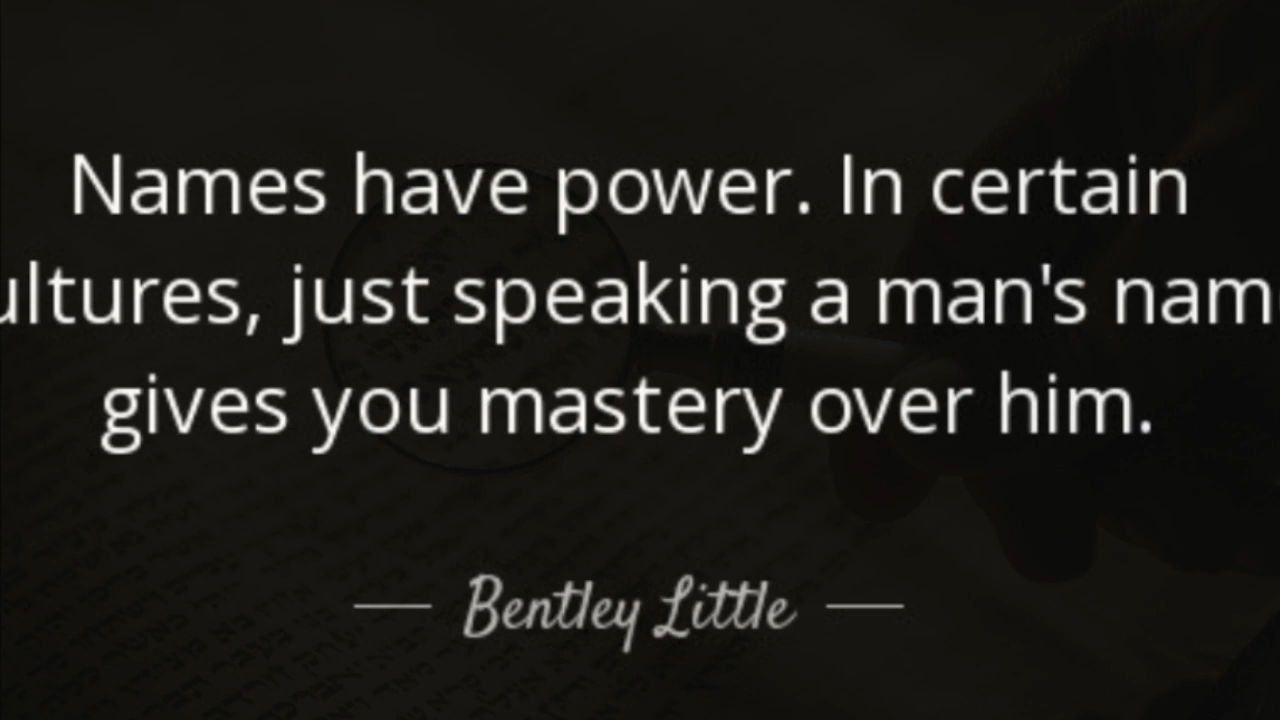 Names have power. In certain
ultures, just speaking a man's nam
gives you mastery over him.
Bentley Little